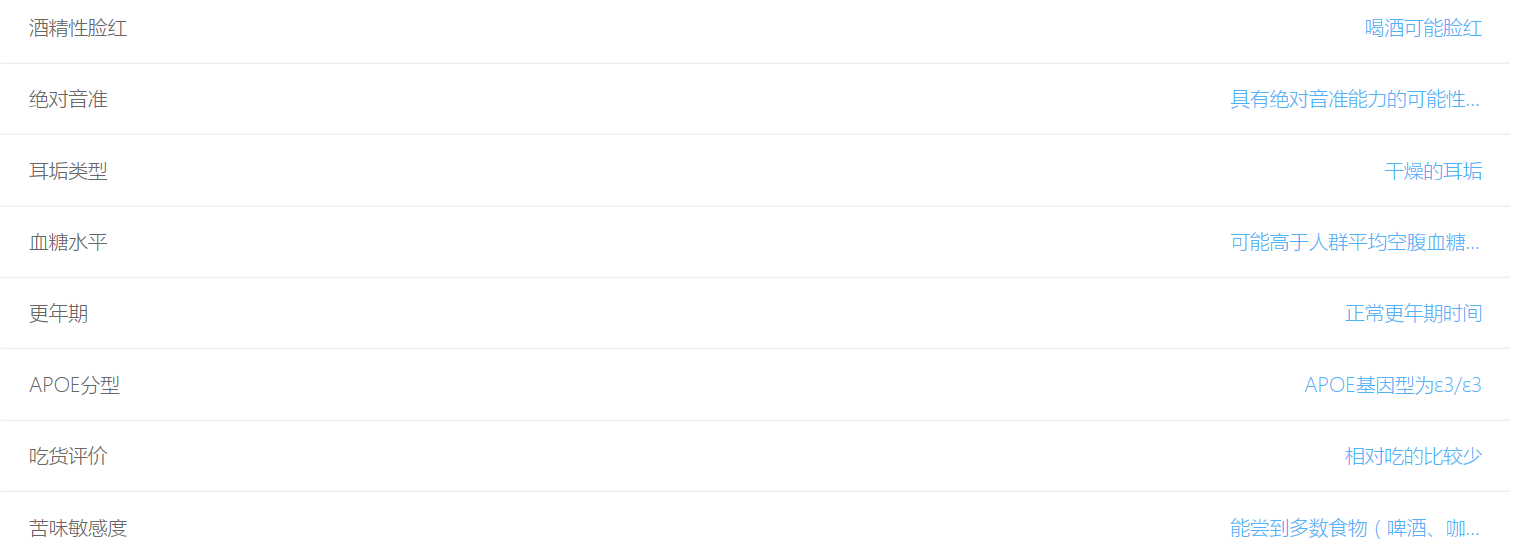 酒精性脸红 喝酒可能脸红
绝对音准 具有绝对音准能力的可能性...
耳垢类型 干燥的耳垢
血糖水平 可能高于人群平均空腹血糖...
更年期 正常更年期时间
APOE分型 APOE基因型为ε3/ε3
吃货评价 相对吃的比较少
苦味敏感度 能尝到多数食物（啤酒、咖...